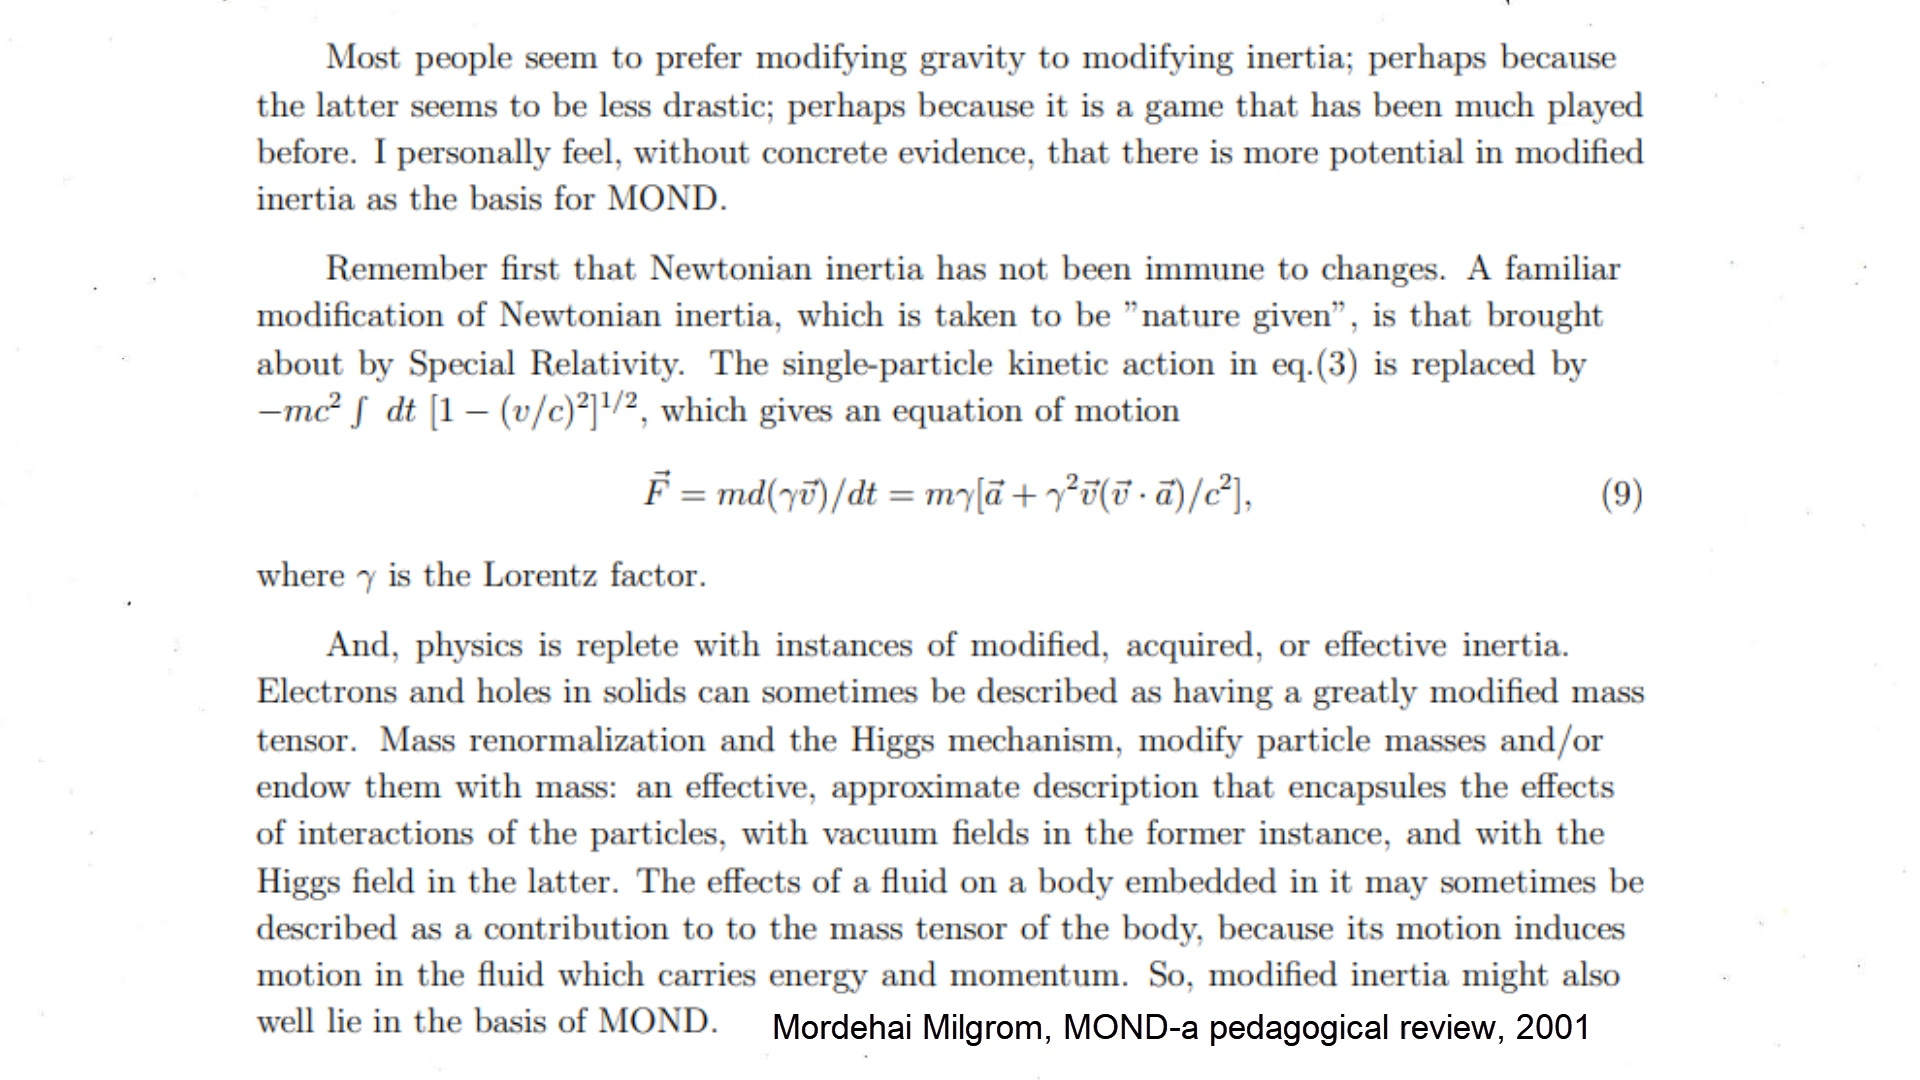 Most people seem to prefer modifying gravity to modifying inertia; perhaps because
the latter seems to be less drastic; perhaps because it is a game that has been much played
before. I personally feel, without concrete evidence, that there is more potential in modified
inertia as the basis for MOND.
Remember first that Newtonian inertia has not been immune to changes. A familiar
modification of Newtonian inertia, which is taken to be ”nature given”, is that brought
about by Special Relativity. The single-particle kinetic action in eq.(3) is replaced by
−mc² ∫ dt [1 − (v/c)²]¹/², which gives an equation of motion
F⃗ = md(γv⃗)/dt = mγ[a⃗ + γ²v⃗(v⃗ · a⃗)/c²], (9)
where γ is the Lorentz factor.
And, physics is replete with instances of modified, acquired, or effective inertia.
Electrons and holes in solids can sometimes be described as having a greatly modified mass
tensor. Mass renormalization and the Higgs mechanism, modify particle masses and/or
endow them with mass: an effective, approximate description that encapsules the effects
of interactions of the particles, with vacuum fields in the former instance, and with the
Higgs field in the latter. The effects of a fluid on a body embedded in it may sometimes be
described as a contribution to to the mass tensor of the body, because its motion induces
motion in the fluid which carries energy and momentum. So, modified inertia might also
well lie in the basis of MOND. Mordehai Milgrom, MOND-a pedagogical review, 2001